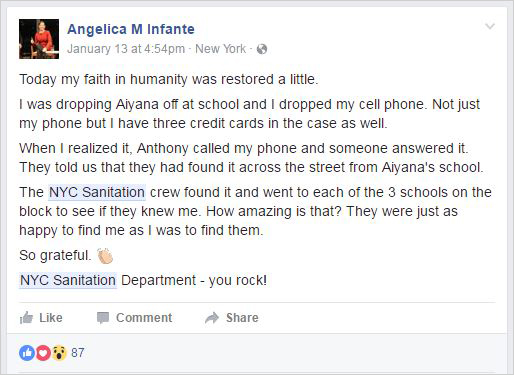 Angelica M Infante
January 13 at 4:54pm · New York ·
Today my faith in humanity was restored a little.
I was dropping Aiyana off at school and I dropped my cell phone. Not just
my phone but I have three credit cards in the case as well.
When I realized it, Anthony called my phone and someone answered it.
They told us that they had found it across the street from Aiyana's school.
The NYC Sanitation crew found it and went to each of the 3 schools on the
block to see if they knew me. How amazing is that? They were just as
happy to find me as I was to find them.
So grateful. 👏
NYC Sanitation Department - you rock!
Like Comment Share
87